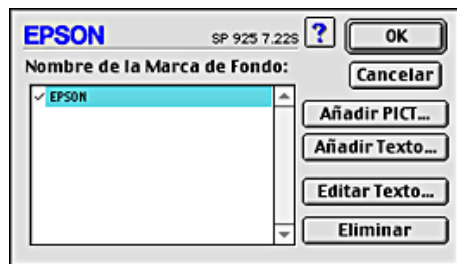 EPSON SP 925 7.22S ? OK
Nombre de la Marca de Fondo:
Cancelar
✓ EPSON
Añadir PICT...
Añadir Texto...
Editar Texto...
Eliminar